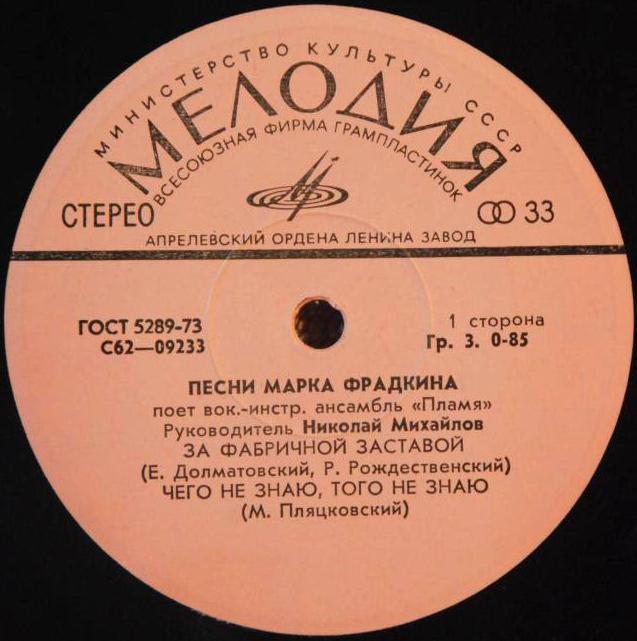 МИНИСТЕРСТВО КУЛЬТУРЫ СССР
МЕЛОДИЯ
ВСЕСОЮЗНАЯ ФИРМА ГРАМПЛАСТИНОК
СТЕРЕО
33
АПРЕЛЕВСКИЙ ОРДЕНА ЛЕНИНА ЗАВОД
ГОСТ 5289-73
С62—09233
1 сторона
Гр. 3. 0-85
ПЕСНИ МАРКА ФРАДКИНА
поет вок.-инстр. ансамбль «Пламя»
Руководитель Николай Михайлов
ЗА ФАБРИЧНОЙ ЗАСТАВОЙ
(Е. Долматовский, Р. Рождественский)
ЧЕГО НЕ ЗНАЮ, ТОГО НЕ ЗНАЮ
(М. Пляцковский)